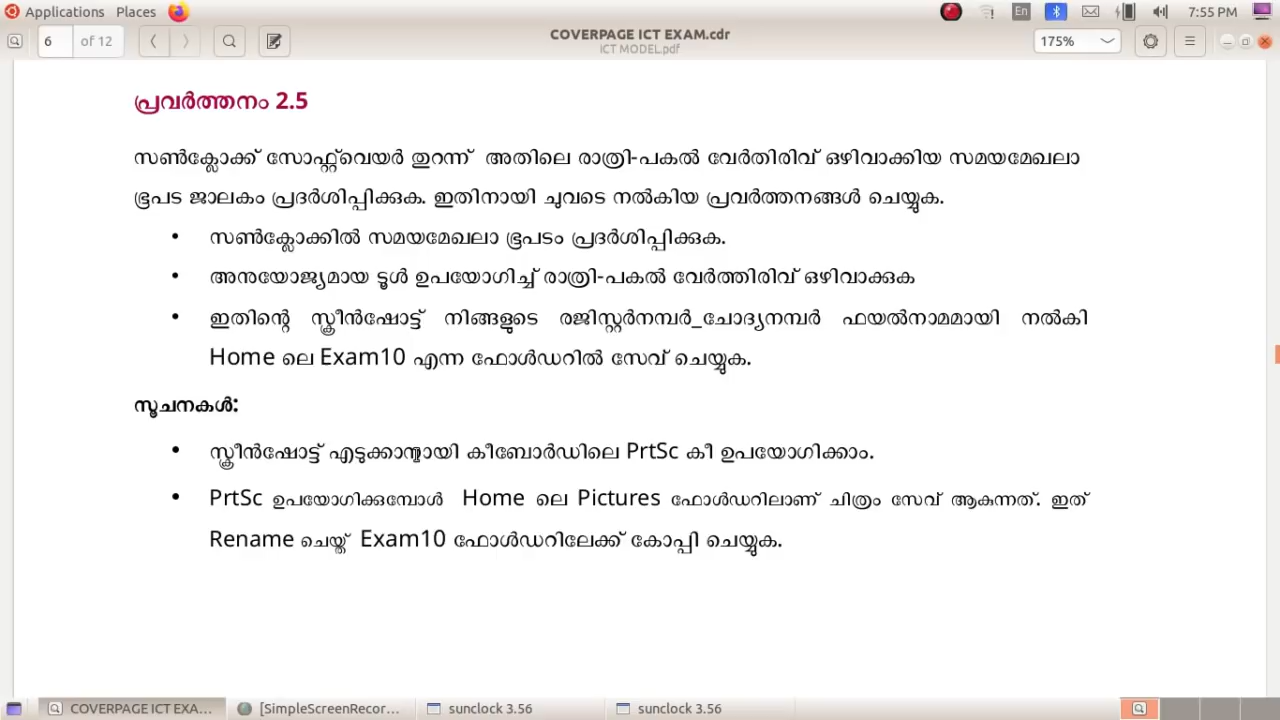 Applications Places En 7:55 PM
6 of 12 COVERPAGE ICT EXAM.cdr 175%
ICT MODEL.pdf
പ്രവർത്തനം 2.5
സൺക്ലോക്ക് സോഫ്റ്റ്‌വെയർ തുറന്ന് അതിലെ രാത്രി-പകൽ വേർതിരിവ് ഒഴിവാക്കിയ സമയമേഖലാ
ഭൂപട ജാലകം പ്രദർശിപ്പിക്കുക. ഇതിനായി ചുവടെ നൽകിയ പ്രവർത്തനങ്ങൾ ചെയ്യുക.
• സൺക്ലോക്കിൽ സമയമേഖലാ ഭൂപടം പ്രദർശിപ്പിക്കുക.
• അനുയോജ്യമായ ടൂൾ ഉപയോഗിച്ച് രാത്രി-പകൽ വേർത്തിരിവ് ഒഴിവാക്കുക
• ഇതിന്റെ സ്ക്രീൻഷോട്ട് നിങ്ങളുടെ രജിസ്റ്റർനമ്പർ_ചോദ്യനമ്പർ ഫയൽനാമമായി നൽകി
Home ലെ Exam10 എന്ന ഫോൾഡറിൽ സേവ് ചെയ്യുക.
സൂചനകൾ:
• സ്ക്രീൻഷോട്ട് എടുക്കാനായി കീബോർഡിലെ PrtSc കീ ഉപയോഗിക്കാം.
• PrtSc ഉപയോഗിക്കുമ്പോൾ Home ലെ Pictures ഫോൾഡറിലാണ് ചിത്രം സേവ് ആകുന്നത്. ഇത്
Rename ചെയ്ത് Exam10 ഫോൾഡറിലേക്ക് കോപ്പി ചെയ്യുക.
COVERPAGE ICT EXA... [SimpleScreenRecor... sunclock 3.56 sunclock 3.56